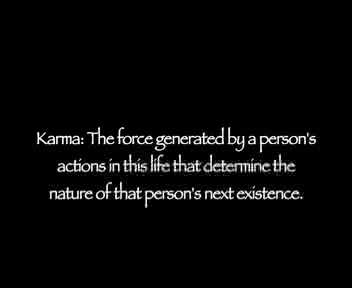 Karma: The force generated by a person's
actions in this life that determine the
nature of that person's next existence.